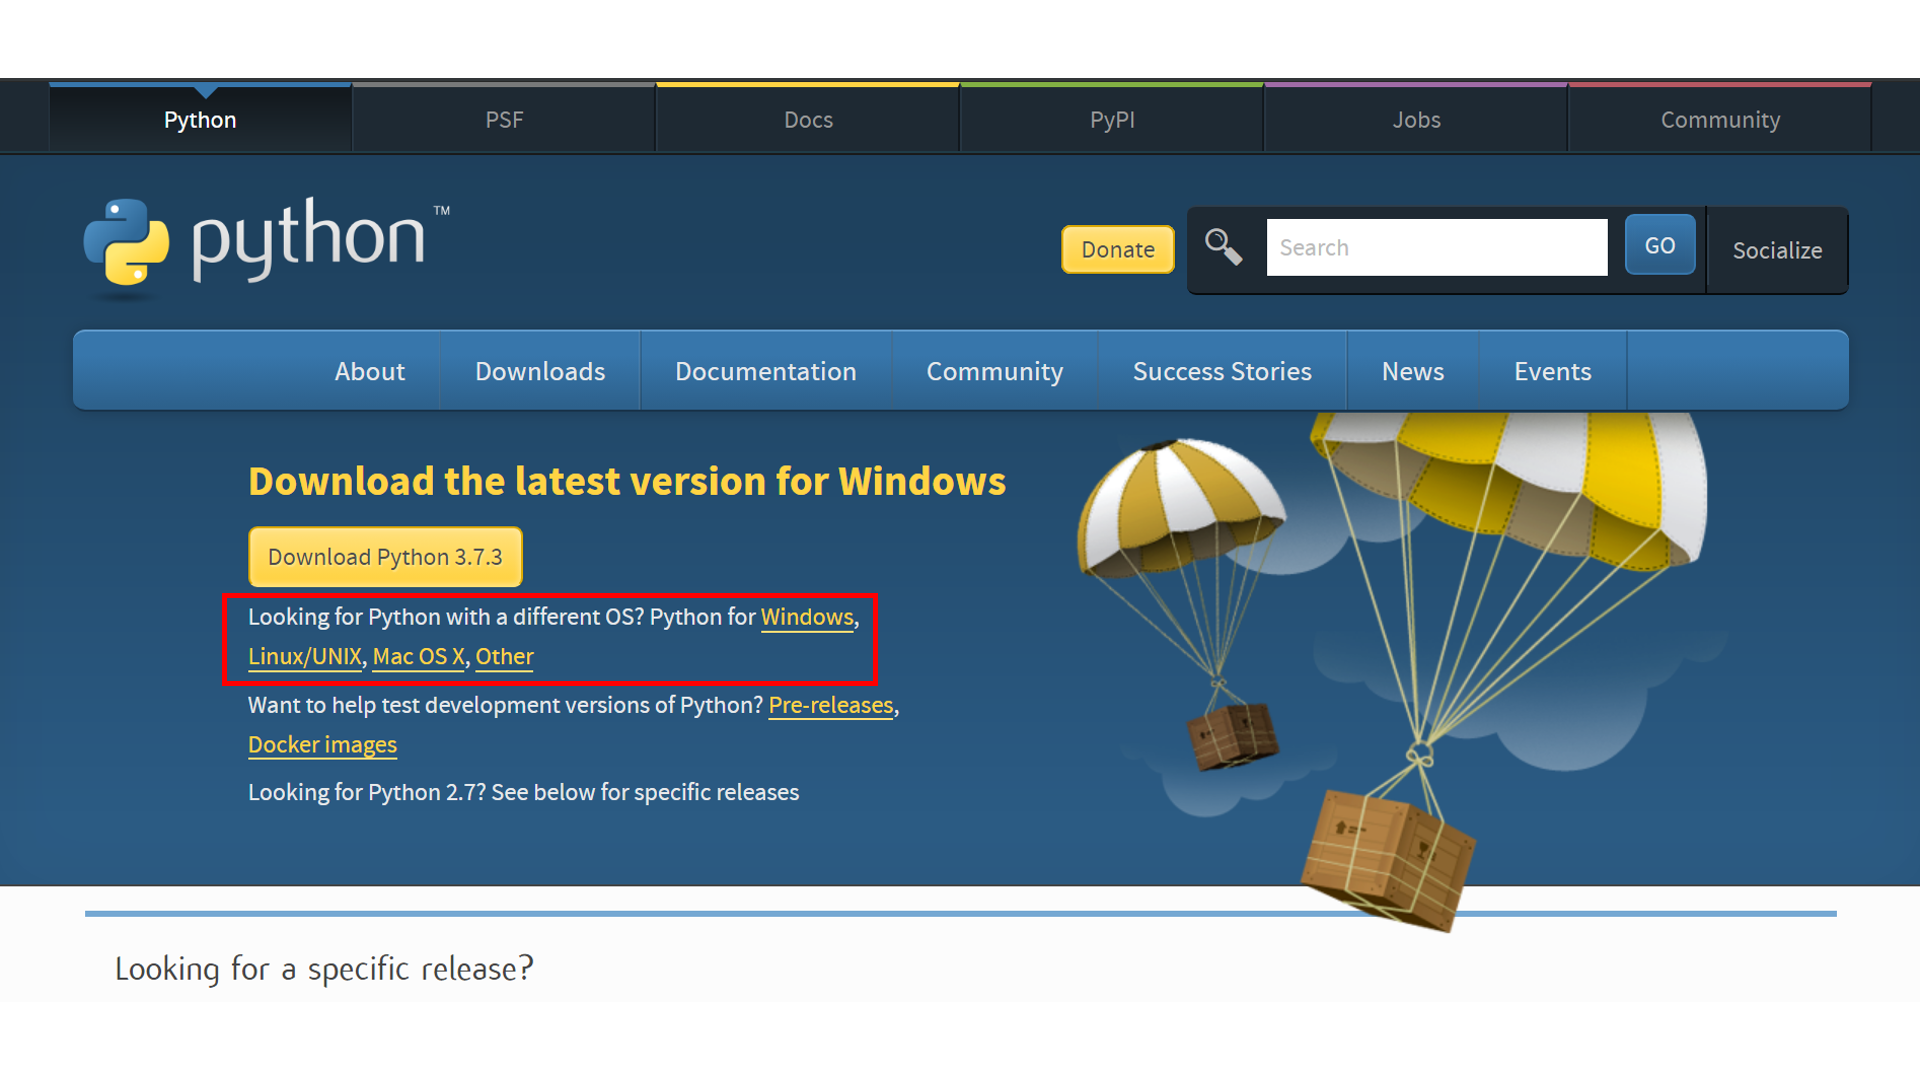 Python
PSF
Docs
PyPI
Jobs
Community
python™
Donate
Search
GO
Socialize
About
Downloads
Documentation
Community
Success Stories
News
Events
Download the latest version for Windows
Download Python 3.7.3
Looking for Python with a different OS? Python for Windows,
Linux/UNIX, Mac OS X, Other
Want to help test development versions of Python? Pre-releases,
Docker images
Looking for Python 2.7? See below for specific releases
Looking for a specific release?